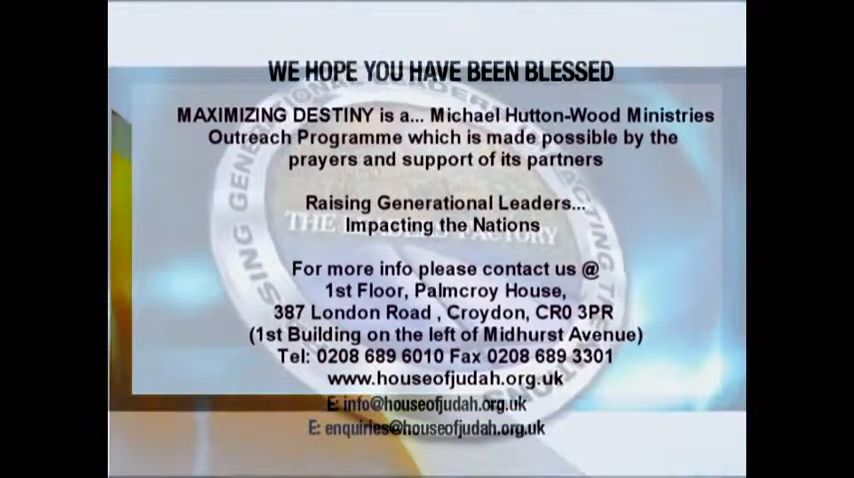 WE HOPE YOU HAVE BEEN BLESSED
MAXIMIZING DESTINY is a... Michael Hutton-Wood Ministries
Outreach Programme which is made possible by the
prayers and support of its partners
Raising Generational Leaders...
Impacting the Nations
THE LEADERS FACTORY
For more info please contact us @
1st Floor, Palmcroy House,
387 London Road , Croydon, CR0 3PR
(1st Building on the left of Midhurst Avenue)
Tel: 0208 689 6010 Fax 0208 689 3301
www.houseofjudah.org.uk
E: info@houseofjudah.org.uk
E: enquiries@houseofjudah.org.uk